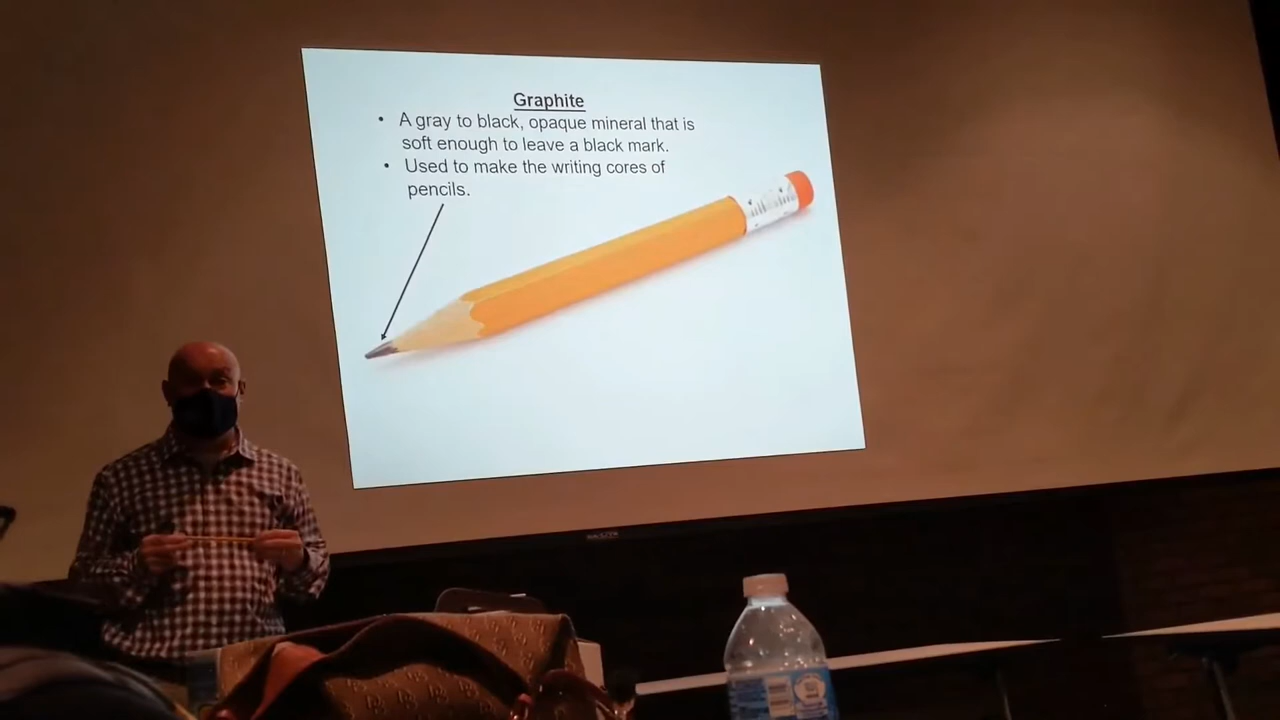 Graphite
• A gray to black, opaque mineral that is
soft enough to leave a black mark.
• Used to make the writing cores of
pencils.